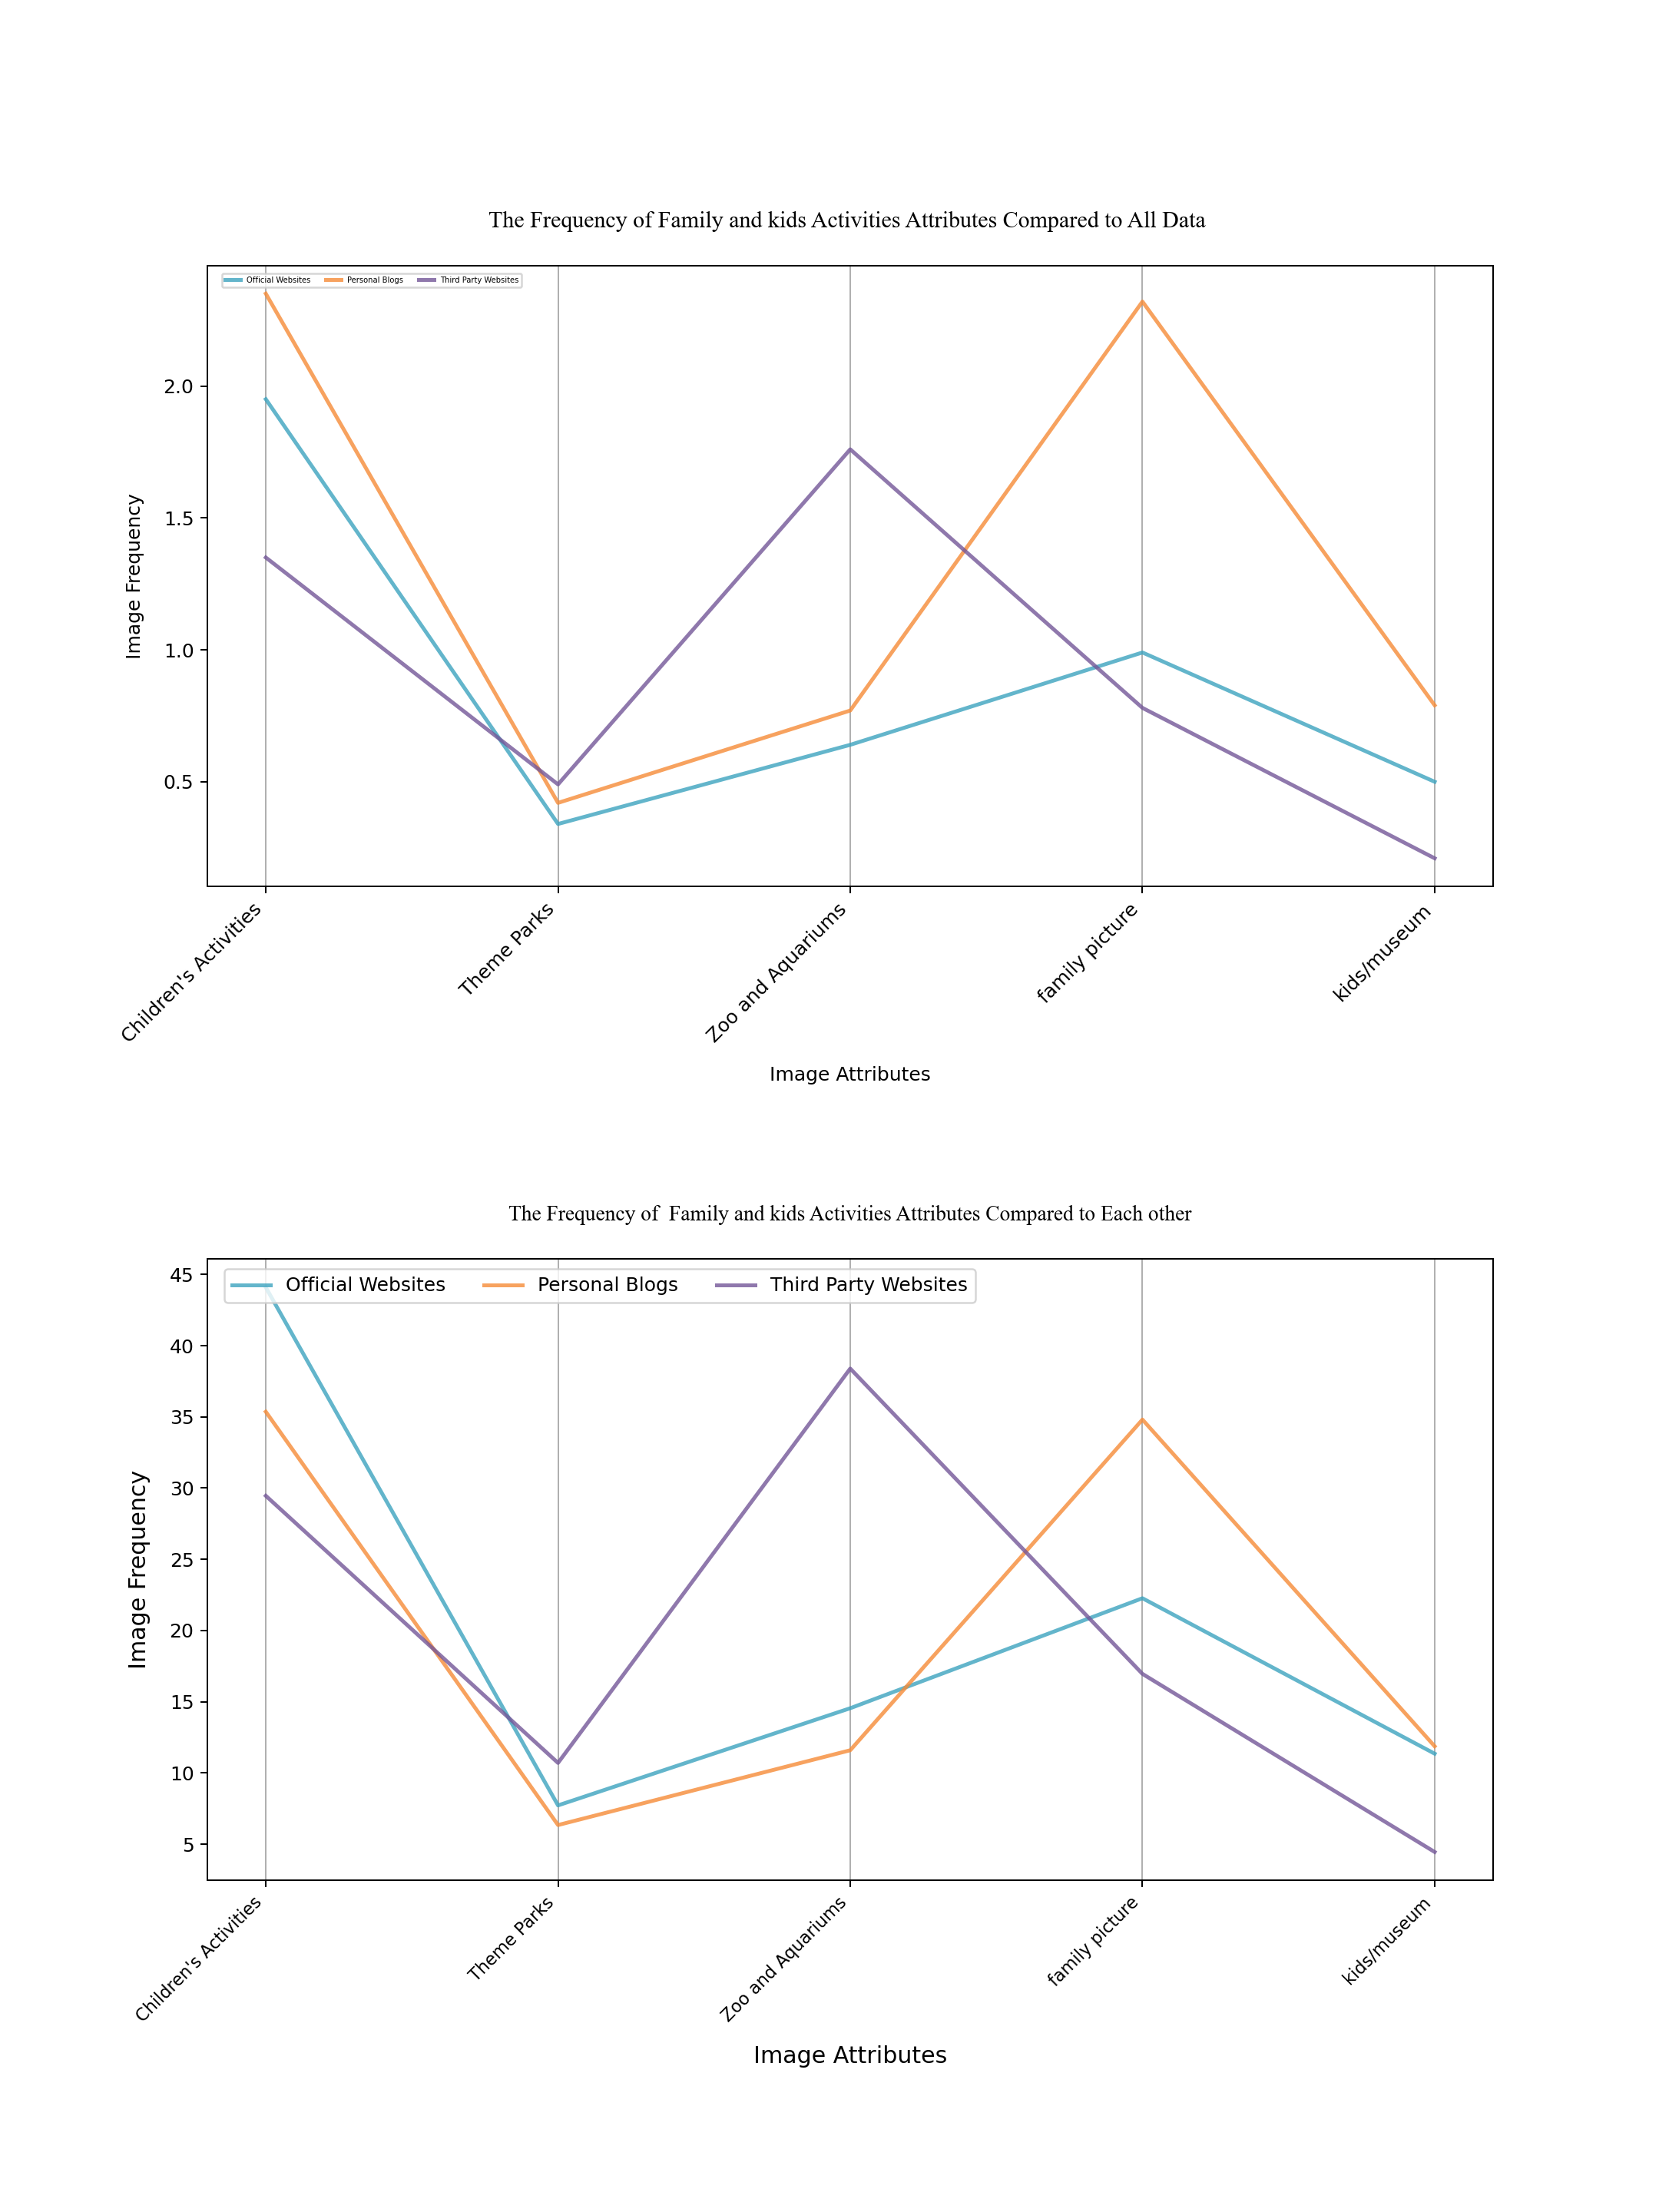 The Frequency of Family and kids Activities Attributes Compared to All Data
Official Websites Personal Blogs Third Party Websites
2.0
1.5
1.0
0.5
Image Frequency
Children's Activities
Theme Parks
Zoo and Aquariums
family picture
kids/museum
Image Attributes
The Frequency of  Family and kids Activities Attributes Compared to Each other
Official Websites Personal Blogs Third Party Websites
45
40
35
30
25
20
15
10
5
Image Frequency
Children's Activities
Theme Parks
Zoo and Aquariums
family picture
kids/museum
Image Attributes